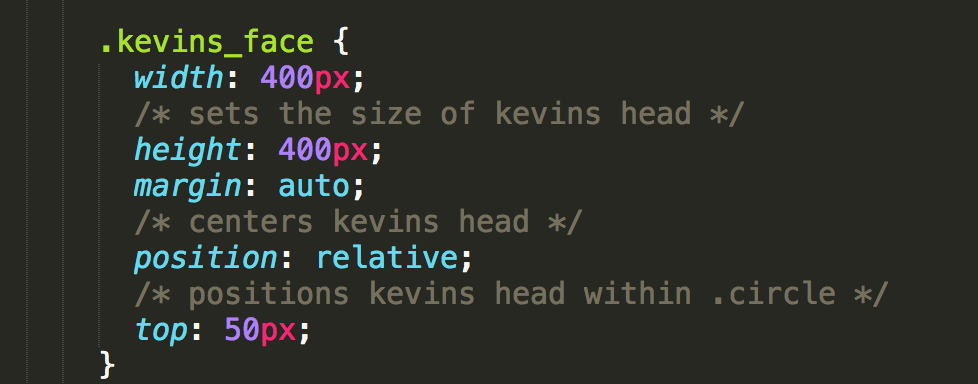 .kevins_face {
width: 400px;
/* sets the size of kevins head */
height: 400px;
margin: auto;
/* centers kevins head */
position: relative;
/* positions kevins head within .circle */
top: 50px;
}